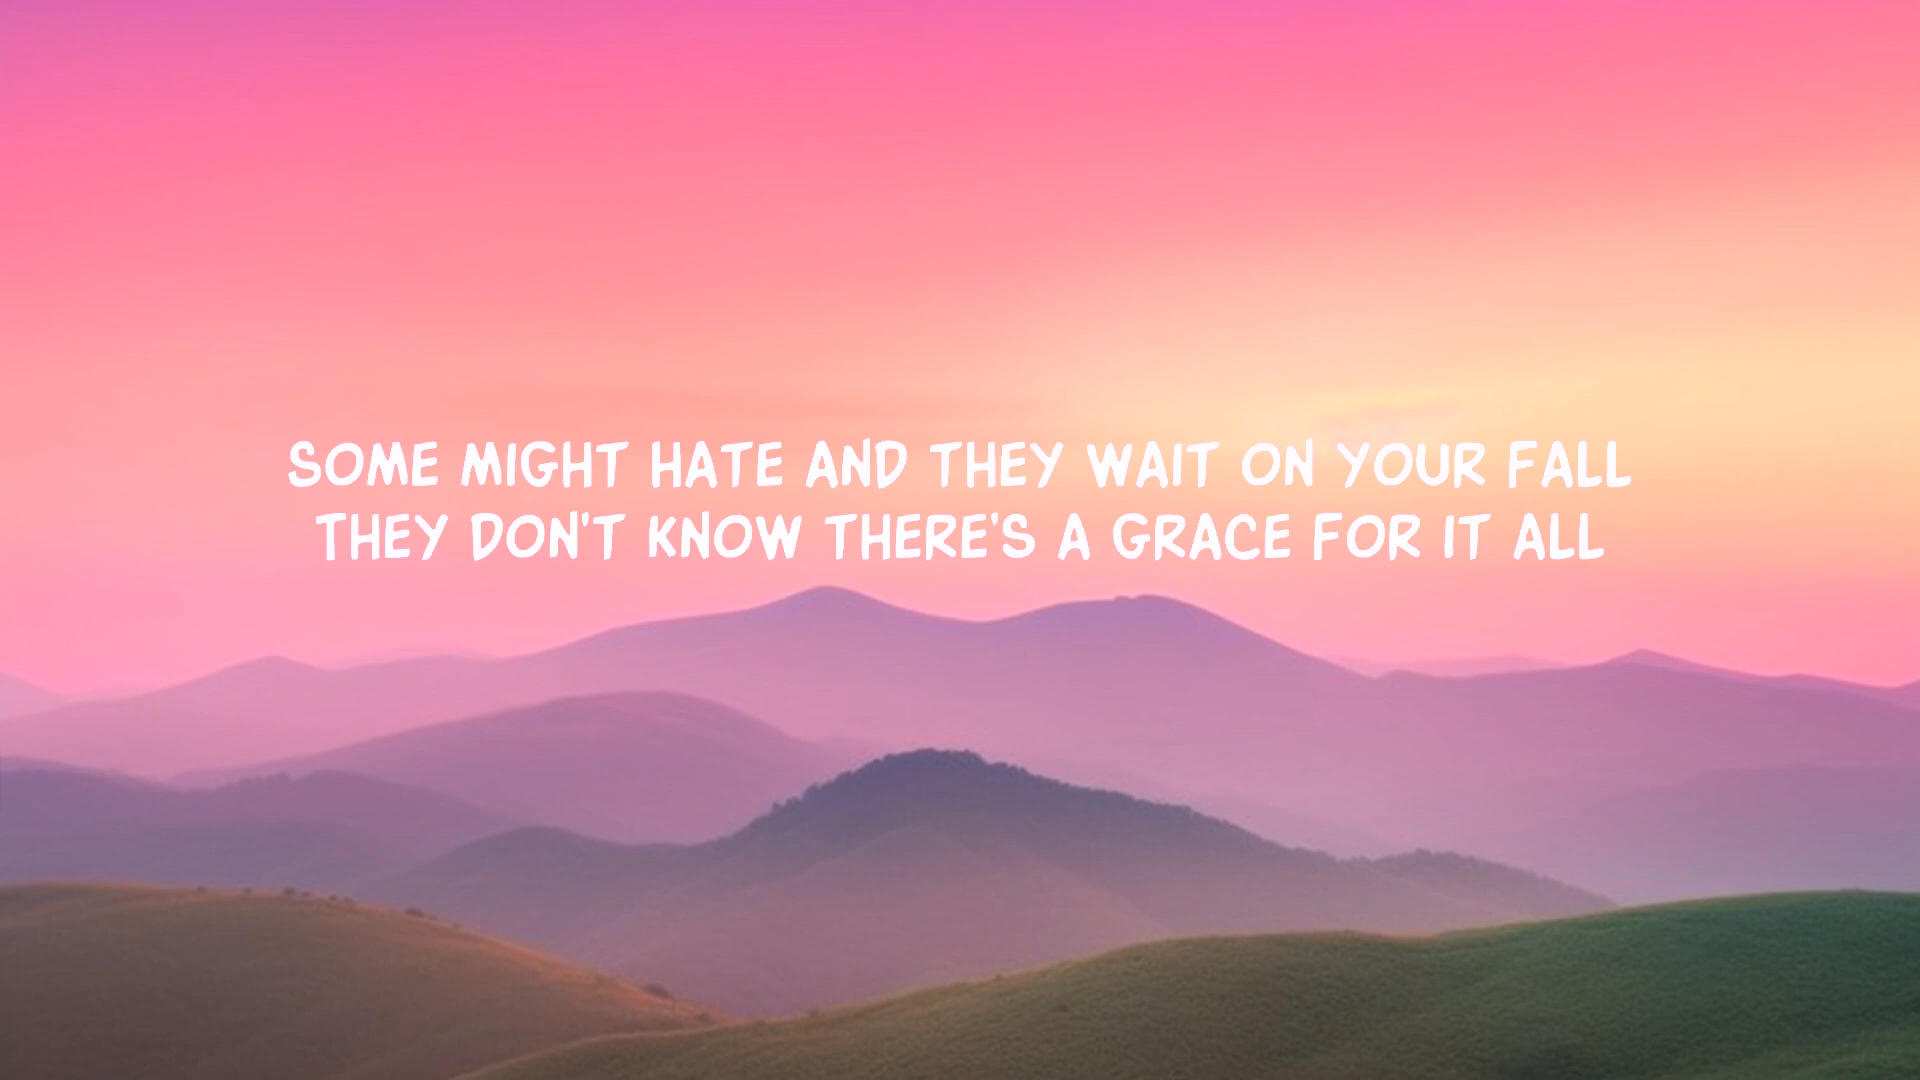 SOME MIGHT HATE AND THEY WAIT ON YOUR FALL
THEY DON'T KNOW THERE'S A GRACE FOR IT ALL